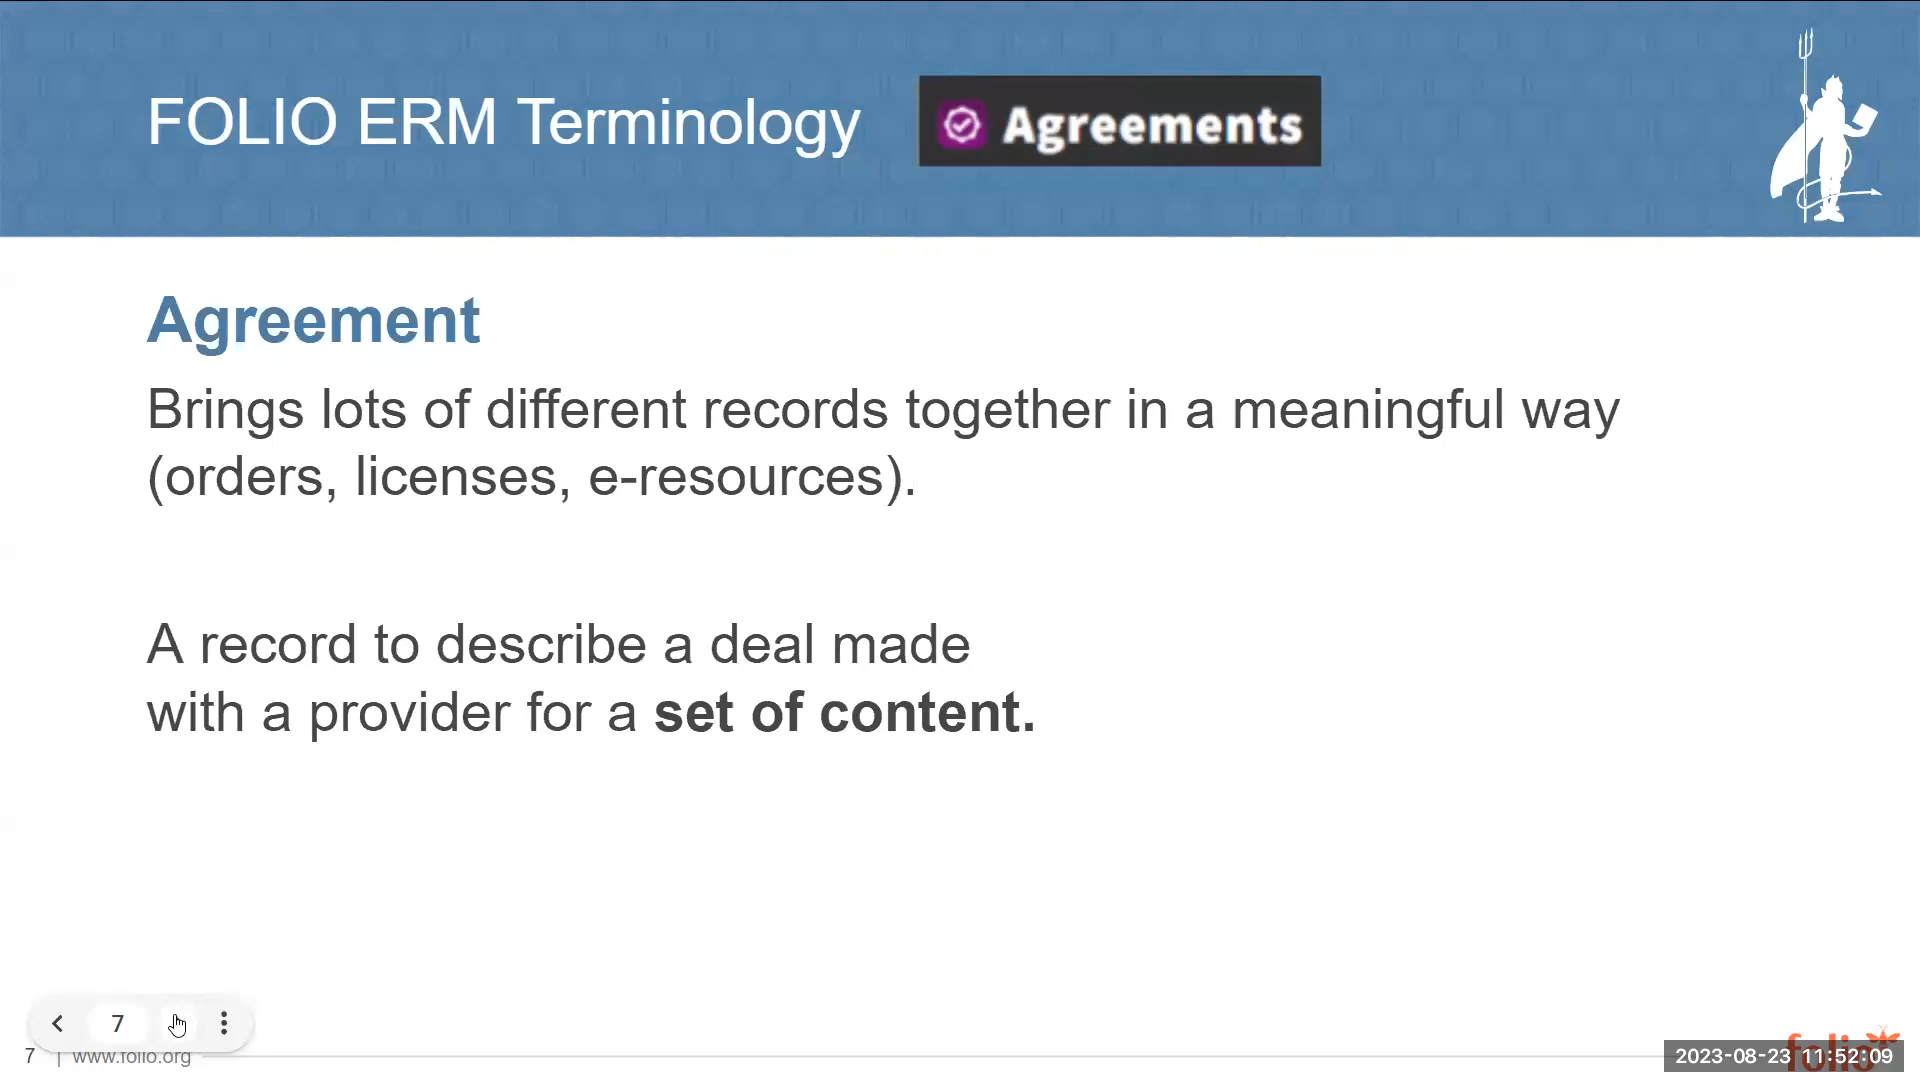 FOLIO ERM Terminology
Agreements
Agreement
Brings lots of different records together in a meaningful way
(orders, licenses, e-resources).
A record to describe a deal made
with a provider for a set of content.
7
7 | www.folio.org
folio
2023-08-23 11:52:09